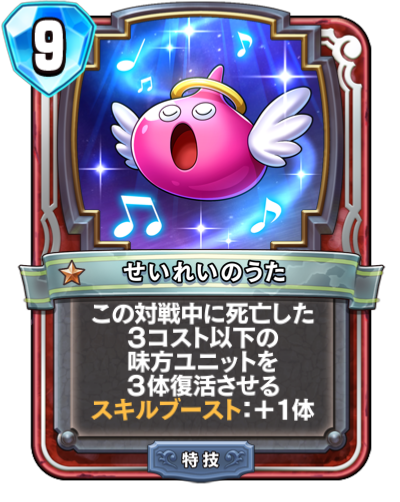 9
せいれいのうた
この対戦中に死亡した
3コスト以下の
味方ユニットを
3体復活させる
スキルブースト:+1体
特技